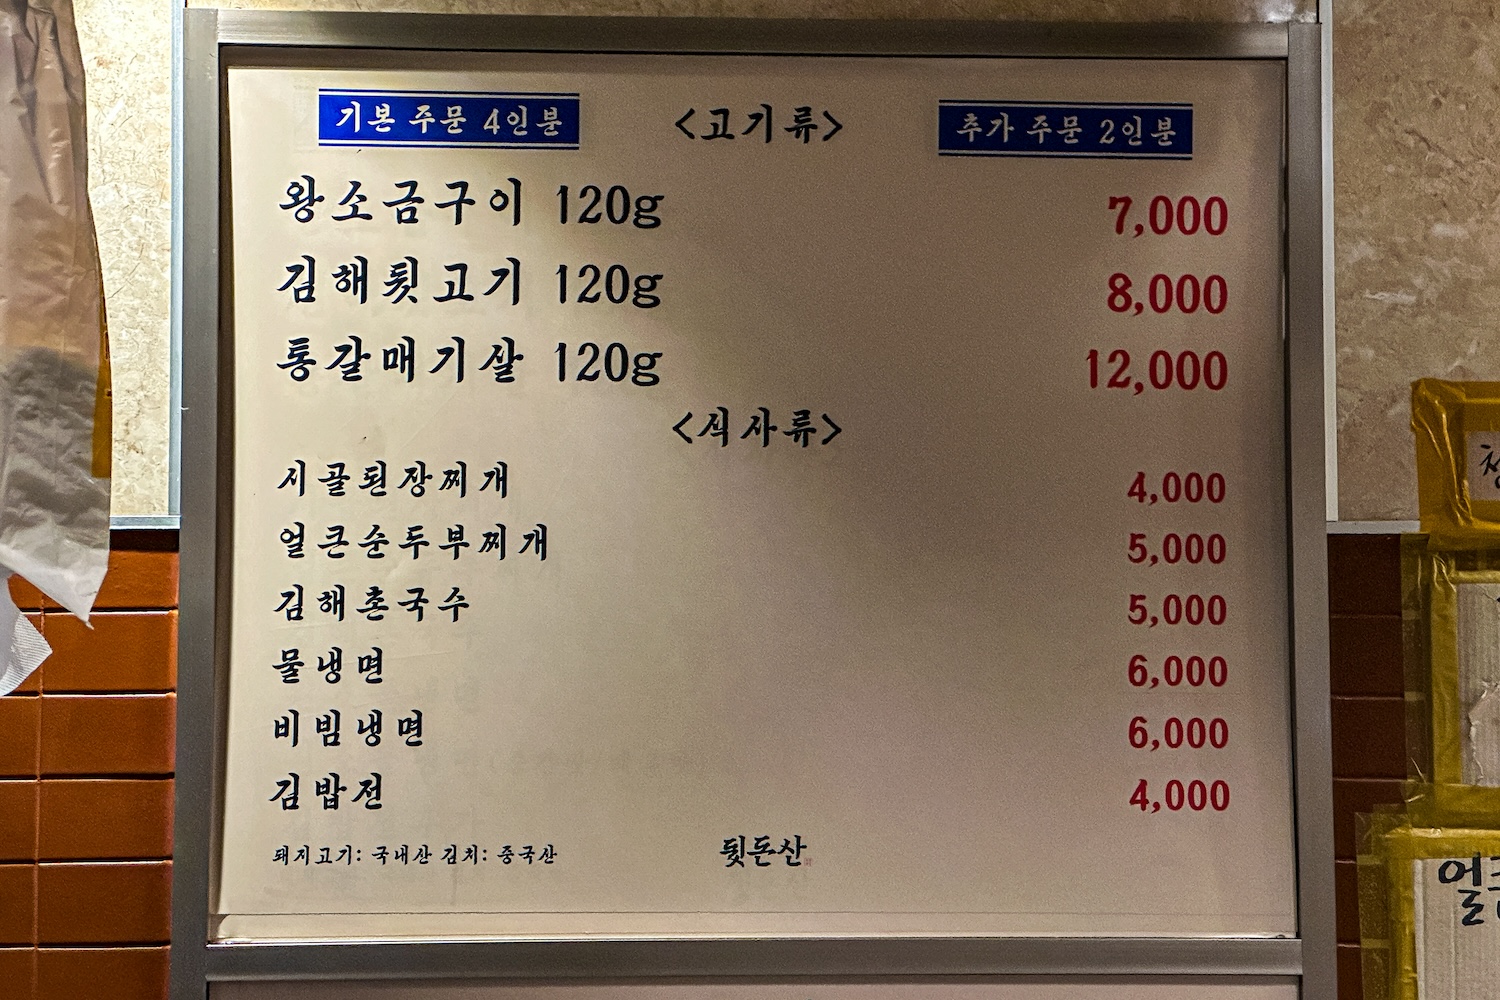 기본 주문 4인분 <고기류> 추가 주문 2인분
왕소금구이 120g 7,000
김해뒷고기 120g 8,000
통갈매기살 120g 12,000
<식사류>
시골된장찌개 4,000
얼큰순두부찌개 5,000
김해촌국수 5,000
물냉면 6,000
비빔냉면 6,000
김밥전 4,000
돼지고기: 국내산 김치: 중국산 뒷돈산
얼큰